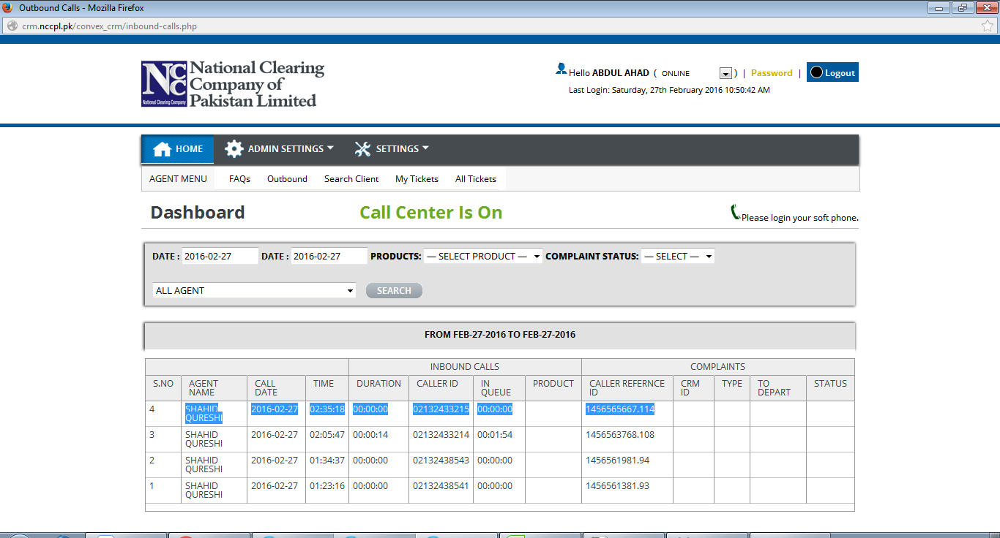 Outbound Calls - Mozilla Firefox
crm.nccpl.pk/convex_crm/inbound-calls.php
NCC
National Clearing Company
National Clearing
Company of
Pakistan Limited
Hello ABDUL AHAD ( ONLINE ) | Password | Logout
Last Login: Saturday, 27th February 2016 10:50:42 AM
HOME ADMIN SETTINGS SETTINGS
AGENT MENU FAQs Outbound Search Client My Tickets All Tickets
Dashboard Call Center Is On Please login your soft phone.
DATE : 2016-02-27 DATE : 2016-02-27 PRODUCTS: — SELECT PRODUCT — COMPLAINT STATUS: — SELECT —
ALL AGENT SEARCH
FROM FEB-27-2016 TO FEB-27-2016
INBOUND CALLS COMPLAINTS
S.NO AGENT NAME CALL DATE TIME DURATION CALLER ID IN QUEUE PRODUCT CALLER REFERNCE ID CRM ID TYPE TO DEPART STATUS
4 SHAHID QURESHI 2016-02-27 02:35:18 00:00:00 02132433215 00:00:00 1456565667.114
3 SHAHID QURESHI 2016-02-27 02:05:47 00:00:14 02132433214 00:01:54 1456563768.108
2 SHAHID QURESHI 2016-02-27 01:34:37 00:00:00 02132438543 00:00:00 1456561981.94
1 SHAHID QURESHI 2016-02-27 01:23:16 00:00:00 02132438541 00:00:00 1456561381.93